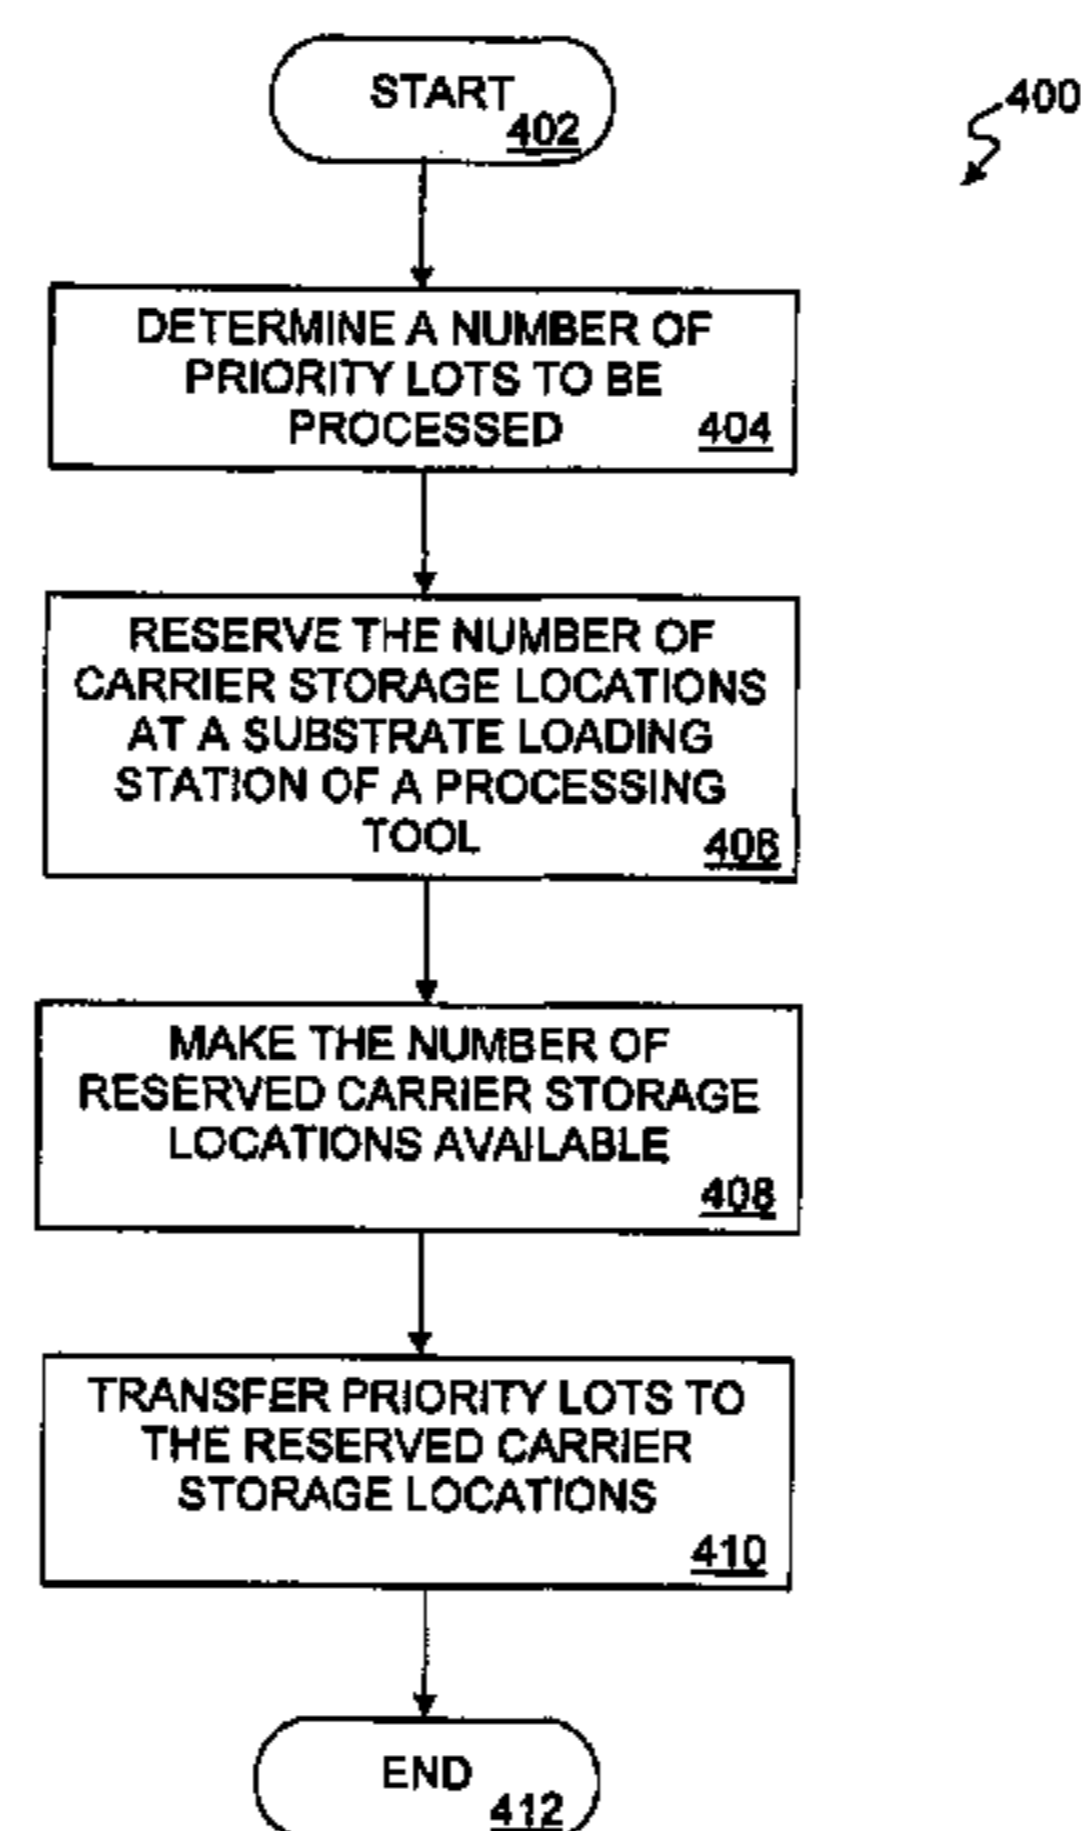 START
402
400
DETERMINE A NUMBER OF
PRIORITY LOTS TO BE
PROCESSED
404
RESERVE THE NUMBER OF
CARRIER STORAGE LOCATIONS
AT A SUBSTRATE LOADING
STATION OF A PROCESSING
TOOL
406
MAKE THE NUMBER OF
RESERVED CARRIER STORAGE
LOCATIONS AVAILABLE
408
TRANSFER PRIORITY LOTS TO
THE RESERVED CARRIER
STORAGE LOCATIONS
410
END
412